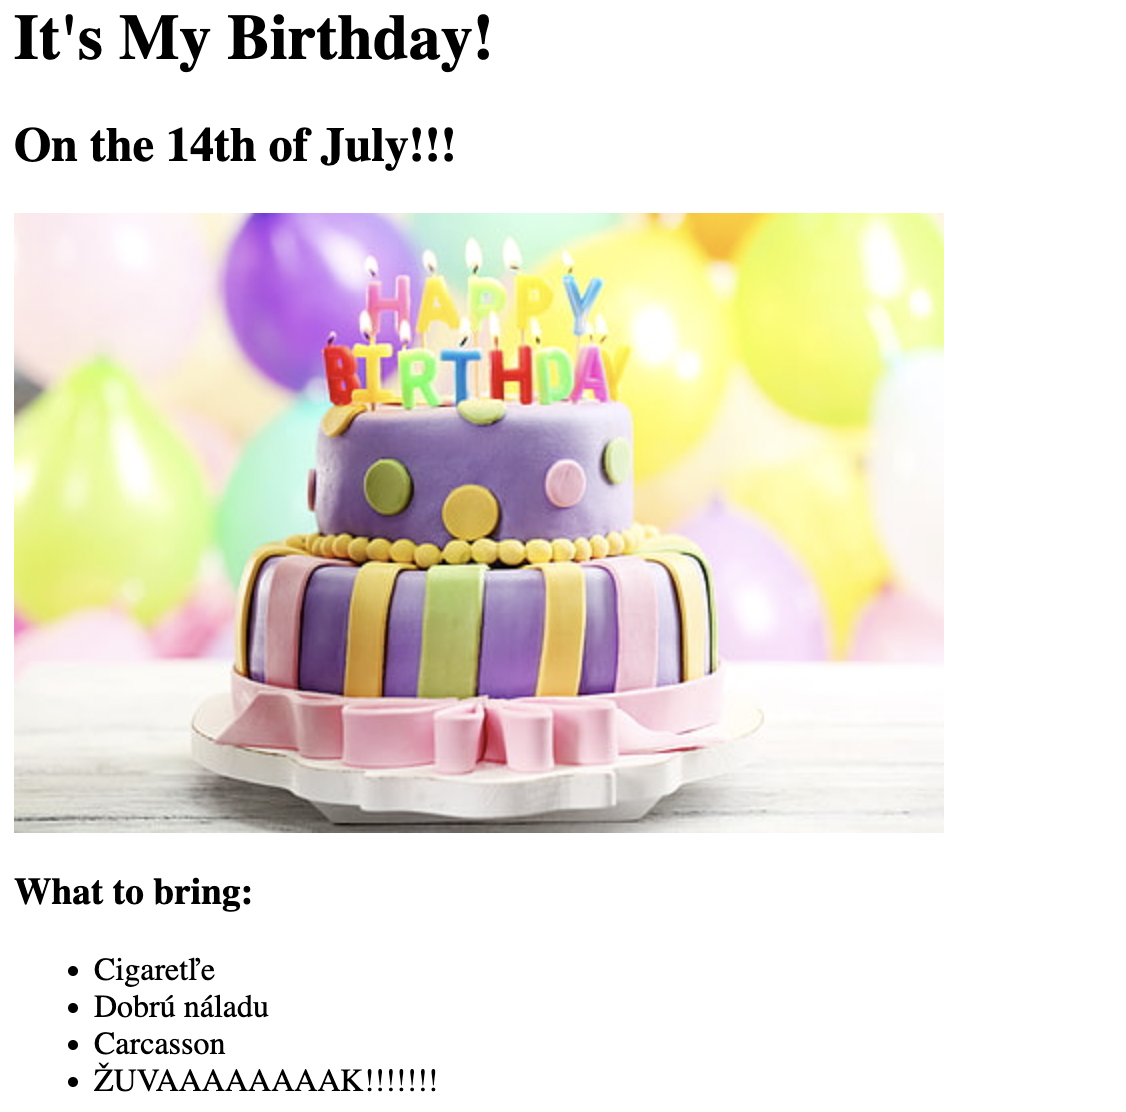 It's My Birthday!
On the 14th of July!!!
HAPPY
BIRTHDAY
What to bring:
Cigaretľe
Dobrú náladu
Carcasson
ŽUVAAAAAAAAK!!!!!!!